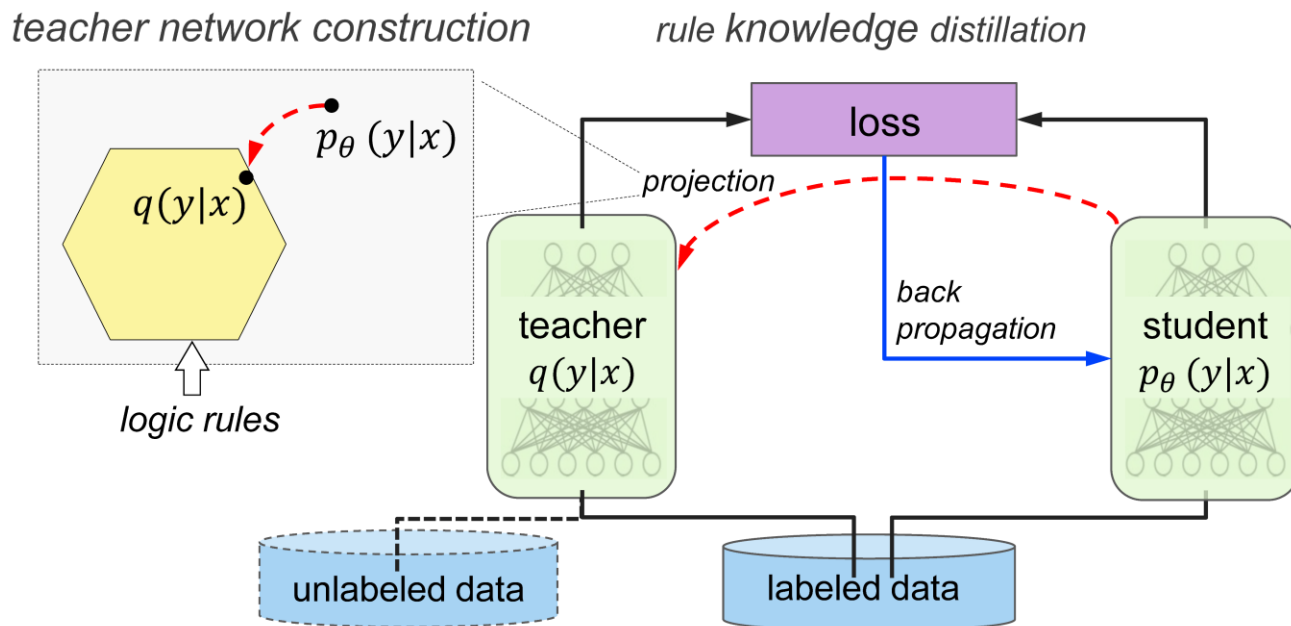 teacher network construction
rule knowledge distillation
pθ (y|x)
q(y|x)
logic rules
loss
projection
back
propagation
teacher
q(y|x)
student
pθ (y|x)
unlabeled data
labeled data